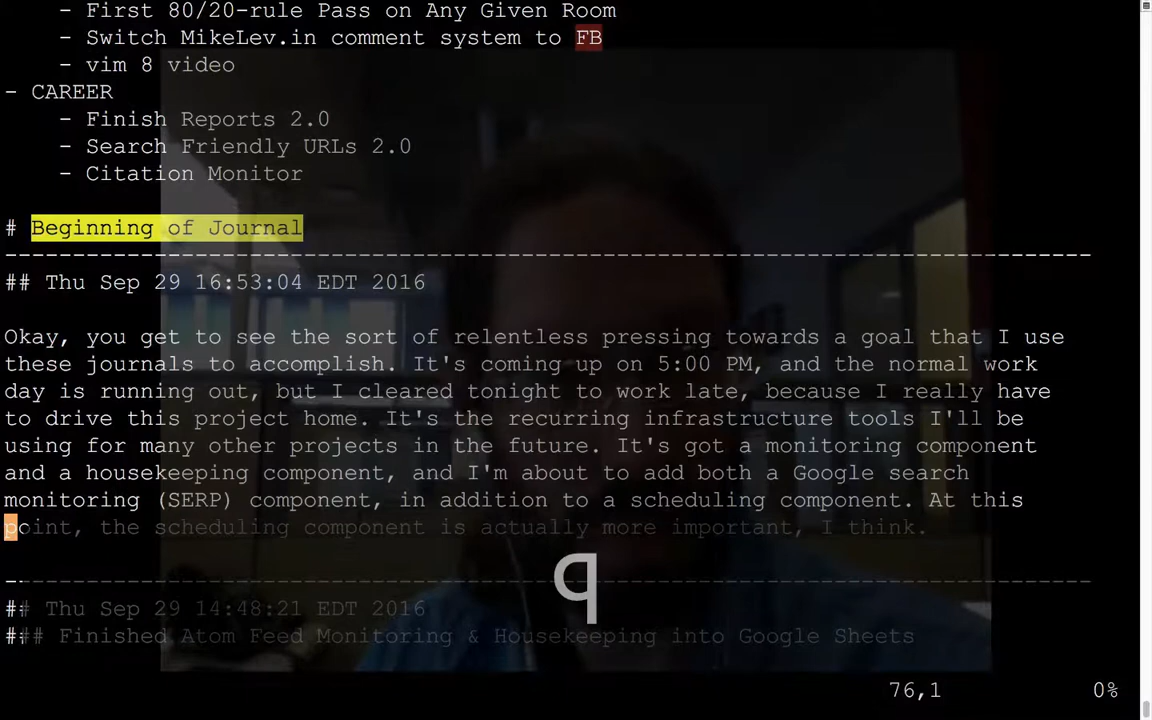 - First 80/20-rule Pass on Any Given Room
- Switch MikeLev.in comment system to FB
- vim 8 video
- CAREER
- Finish Reports 2.0
- Search Friendly URLs 2.0
- Citation Monitor
# Beginning of Journal
--------------------------------------------------------------------------------
## Thu Sep 29 16:53:04 EDT 2016
Okay, you get to see the sort of relentless pressing towards a goal that I use
these journals to accomplish. It's coming up on 5:00 PM, and the normal work
day is running out, but I cleared tonight to work late, because I really have
to drive this project home. It's the recurring infrastructure tools I'll be
using for many other projects in the future. It's got a monitoring component
and a housekeeping component, and I'm about to add both a Google search
monitoring (SERP) component, in addition to a scheduling component. At this
point, the scheduling component is actually more important, I think.
q
--------------------------------------------------------------------------------
## Thu Sep 29 14:48:21 EDT 2016
### Finished Atom Feed Monitoring & Housekeeping into Google Sheets
76,1 0%